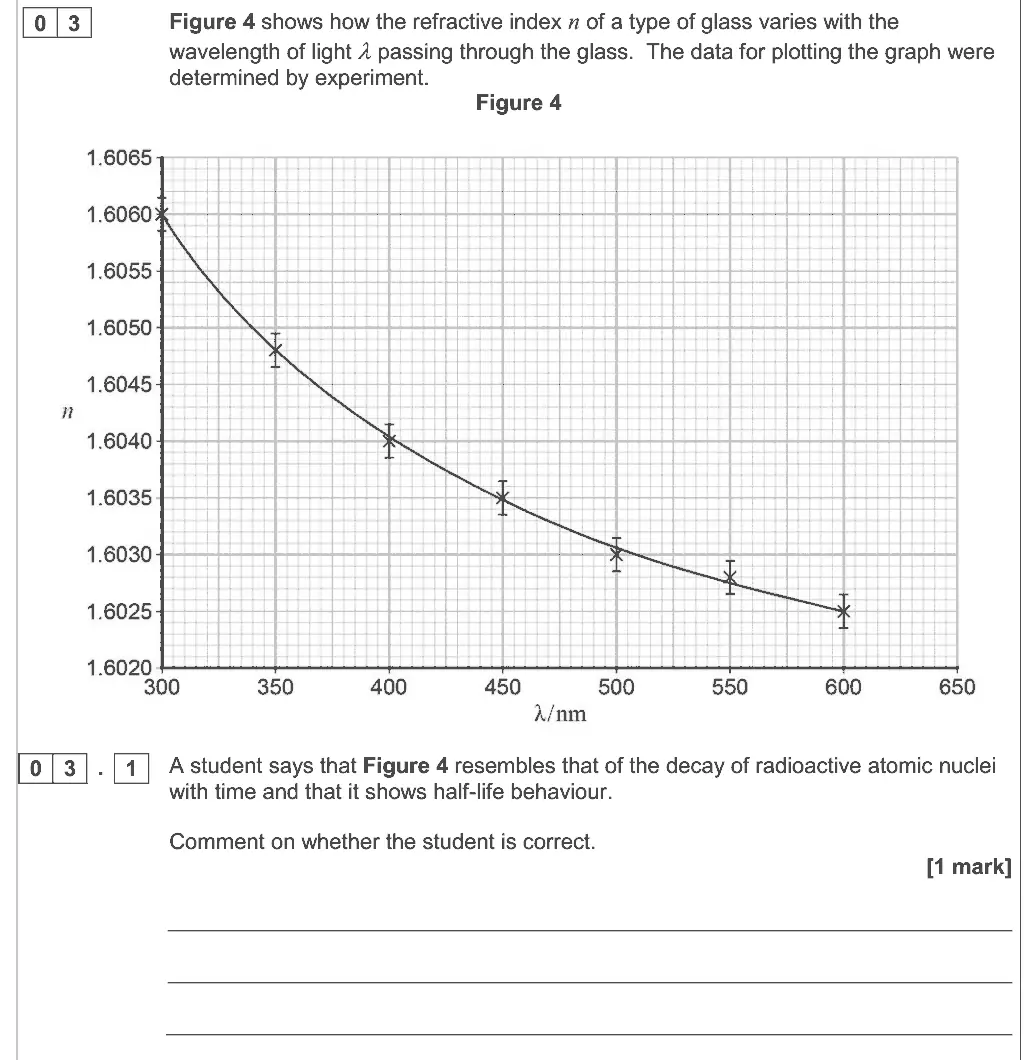 0 3 Figure 4 shows how the refractive index n of a type of glass varies with the
wavelength of light λ passing through the glass. The data for plotting the graph were
determined by experiment.
Figure 4
1.6065
1.6060
1.6055
1.6050
1.6045
n
1.6040
1.6035
1.6030
1.6025
1.6020
300 350 400 450 500 550 600 650
λ/nm
0 3 . 1 A student says that Figure 4 resembles that of the decay of radioactive atomic nuclei
with time and that it shows half-life behaviour.
Comment on whether the student is correct.
[1 mark]